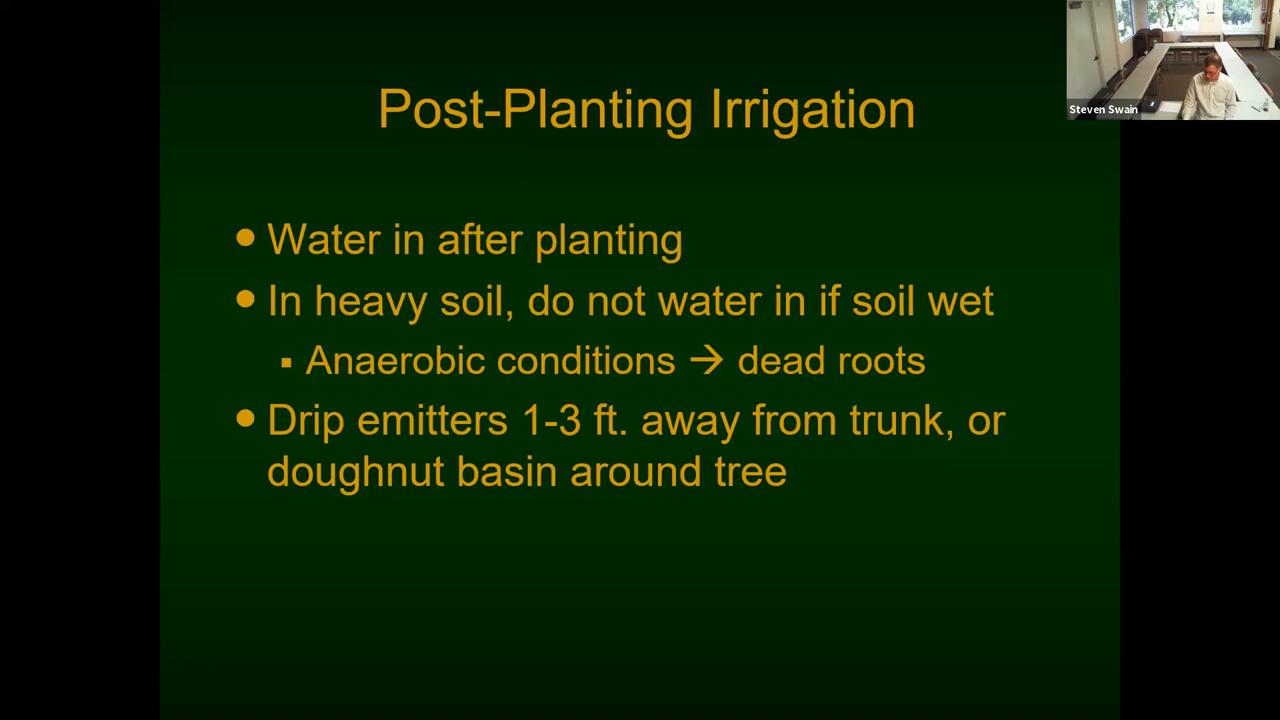 Post-Planting Irrigation
Steven Swain
● Water in after planting
● In heavy soil, do not water in if soil wet
▪ Anaerobic conditions → dead roots
● Drip emitters 1-3 ft. away from trunk, or
doughnut basin around tree